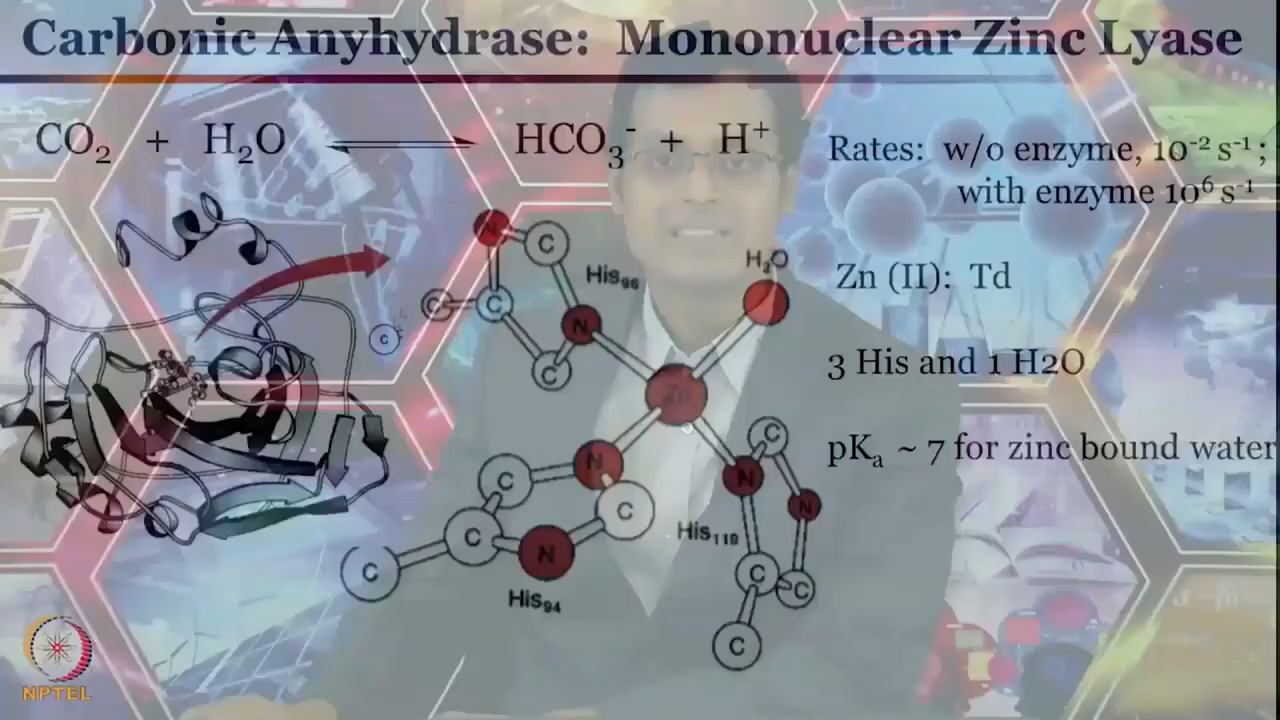 Carbonic Anyhydrase: Mononuclear Zinc Lyase
CO₂ + H₂O ⇌ HCO₃⁻ + H⁺
Rates: w/o enzyme, 10⁻² s⁻¹;
with enzyme 10⁶ s⁻¹
Zn (II): Td
3 His and 1 H2O
pKₐ ~ 7 for zinc bound water
N
C
His₉₆
H₂O
C
C
N
C
C
Zn
N
C
C
C
N
C
His₉₄
C
N
N
His₁₁₉
C
C
C
NPTEL